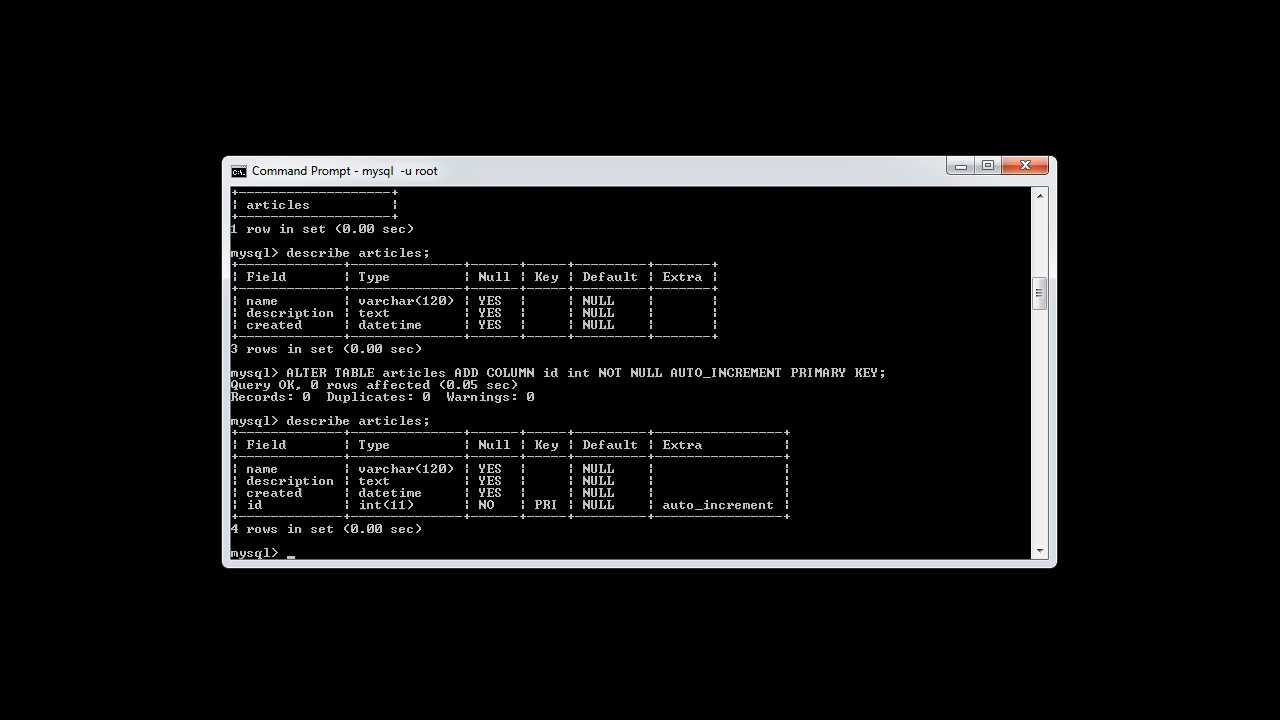 Command Prompt - mysql  -u root
+-------------------+
| articles          |
+-------------------+
1 row in set (0.00 sec)
mysql> describe articles;
+-------------+--------------+------+-----+---------+-------+
| Field       | Type         | Null | Key | Default | Extra |
+-------------+--------------+------+-----+---------+-------+
| name        | varchar(120) | YES  |     | NULL    |       |
| description | text         | YES  |     | NULL    |       |
| created     | datetime     | YES  |     | NULL    |       |
+-------------+--------------+------+-----+---------+-------+
3 rows in set (0.00 sec)
mysql> ALTER TABLE articles ADD COLUMN id int NOT NULL AUTO_INCREMENT PRIMARY KEY;
Query OK, 0 rows affected (0.05 sec)
Records: 0  Duplicates: 0  Warnings: 0
mysql> describe articles;
+-------------+--------------+------+-----+---------+----------------+
| Field       | Type         | Null | Key | Default | Extra          |
+-------------+--------------+------+-----+---------+----------------+
| name        | varchar(120) | YES  |     | NULL    |                |
| description | text         | YES  |     | NULL    |                |
| created     | datetime     | YES  |     | NULL    |                |
| id          | int(11)      | NO   | PRI | NULL    | auto_increment |
+-------------+--------------+------+-----+---------+----------------+
4 rows in set (0.00 sec)
mysql> _